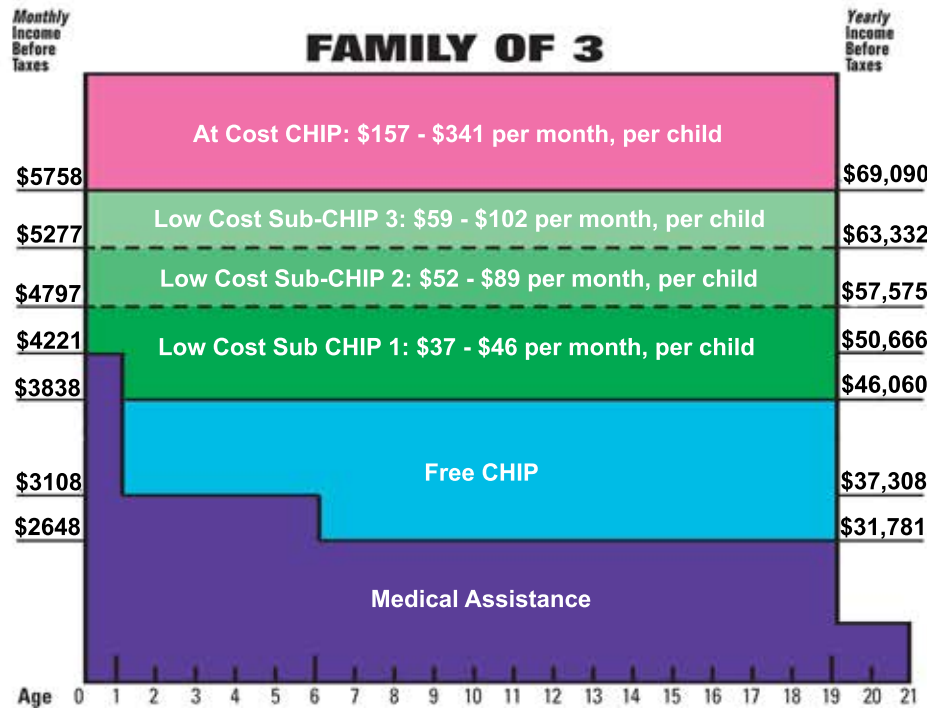 Monthly
Income
Before
Taxes
FAMILY OF 3
Yearly
Income
Before
Taxes
At Cost CHIP: $157 - $341 per month, per child
$5758
$69,090
Low Cost Sub-CHIP 3: $59 - $102 per month, per child
$5277
$63,332
Low Cost Sub-CHIP 2: $52 - $89 per month, per child
$4797
$57,575
$4221
Low Cost Sub CHIP 1: $37 - $46 per month, per child
$50,666
$3838
$46,060
Free CHIP
$3108
$37,308
$2648
$31,781
Medical Assistance
Age 0 1 2 3 4 5 6 7 8 9 10 11 12 13 14 15 16 17 18 19 20 21